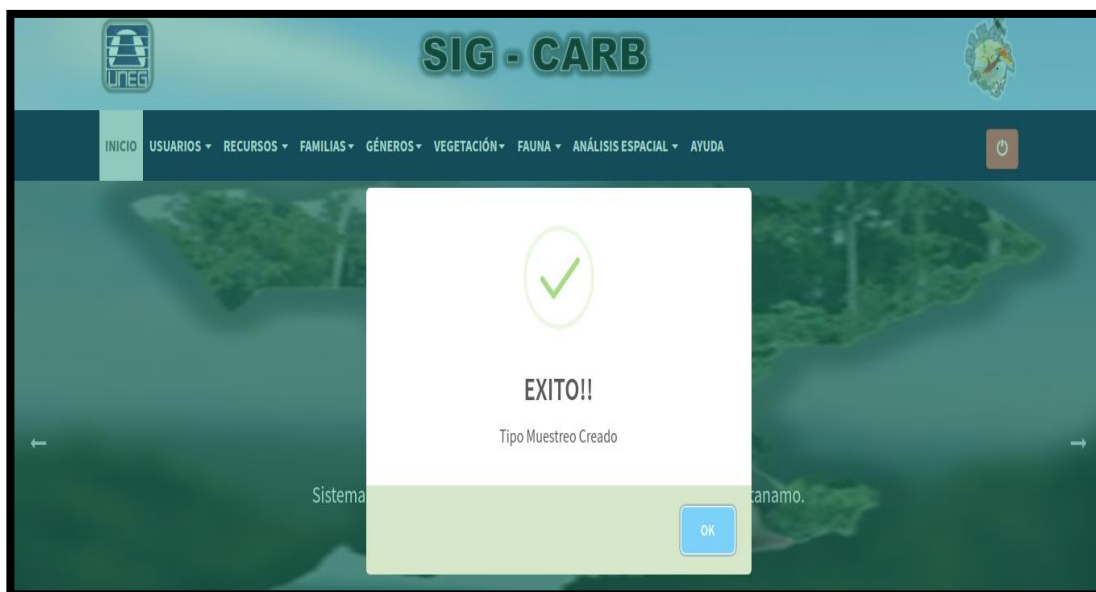 UNEG
SIG - CARB
INICIO USUARIOS RECURSOS FAMILIAS GÉNEROS VEGETACIÓN FAUNA ANÁLISIS ESPACIAL AYUDA
EXITO!!
Tipo Muestreo Creado
Sistema tanamo.
OK